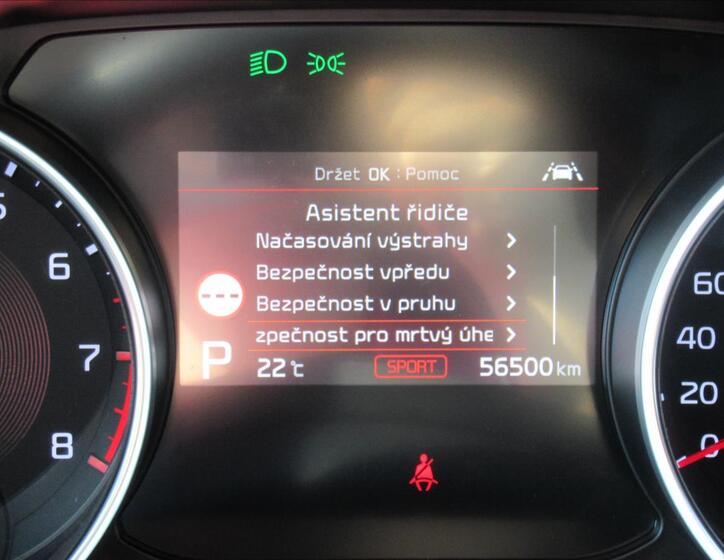 Držet OK : Pomoc
Asistent řidiče
Načasování výstrahy
Bezpečnost vpředu
Bezpečnost v pruhu
zpečnost pro mrtvý úhe
P
22 °c
SPORT
56500 km
5
6
7
8
60
40
20
0